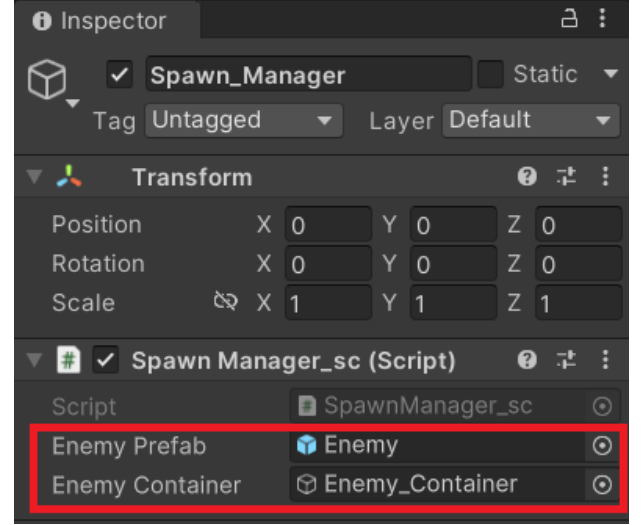 Inspector
Spawn_Manager Static
Tag Untagged Layer Default
Transform
Position X 0 Y 0 Z 0
Rotation X 0 Y 0 Z 0
Scale X 1 Y 1 Z 1
# Spawn Manager_sc (Script)
Script # SpawnManager_sc
Enemy Prefab Enemy
Enemy Container Enemy_Container